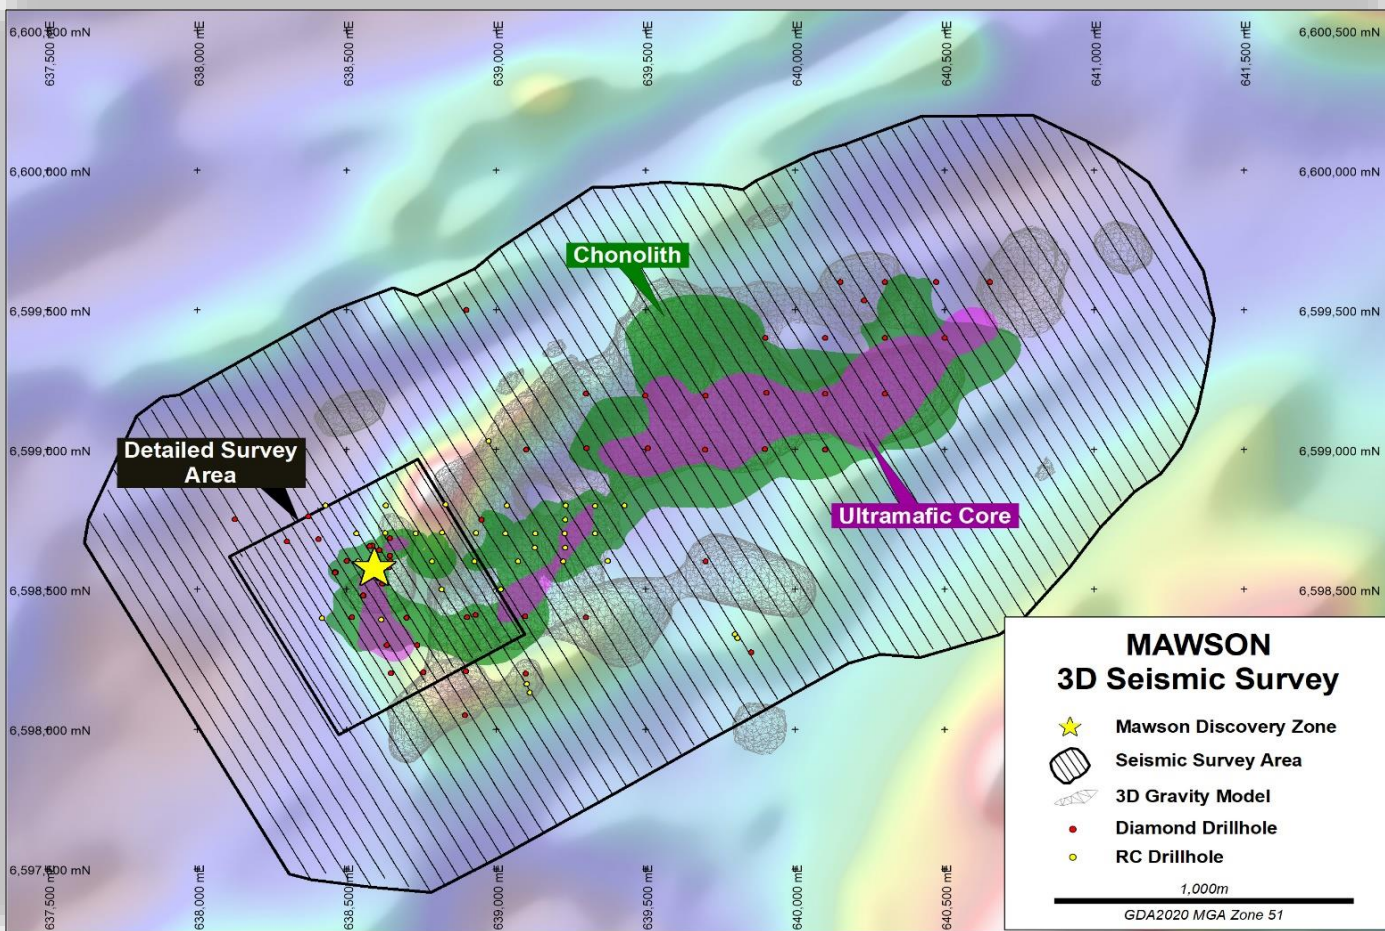 637,500 mE
638,000 mE
638,500 mE
639,000 mE
639,500 mE
640,000 mE
640,500 mE
641,000 mE
641,500 mE
6,600,500 mN
6,600,500 mN
6,600,000 mN
6,600,000 mN
Chonolith
6,599,500 mN
6,599,500 mN
Detailed Survey
Area
6,599,000 mN
6,599,000 mN
Ultramafic Core
6,598,500 mN
6,598,500 mN
6,598,000 mN
6,597,500 mN
637,500 mE
638,000 mE
638,500 mE
639,000 mE
639,500 mE
640,000 mE
640,500 mE
MAWSON
3D Seismic Survey
Mawson Discovery Zone
Seismic Survey Area
3D Gravity Model
Diamond Drillhole
RC Drillhole
1,000m
GDA2020 MGA Zone 51